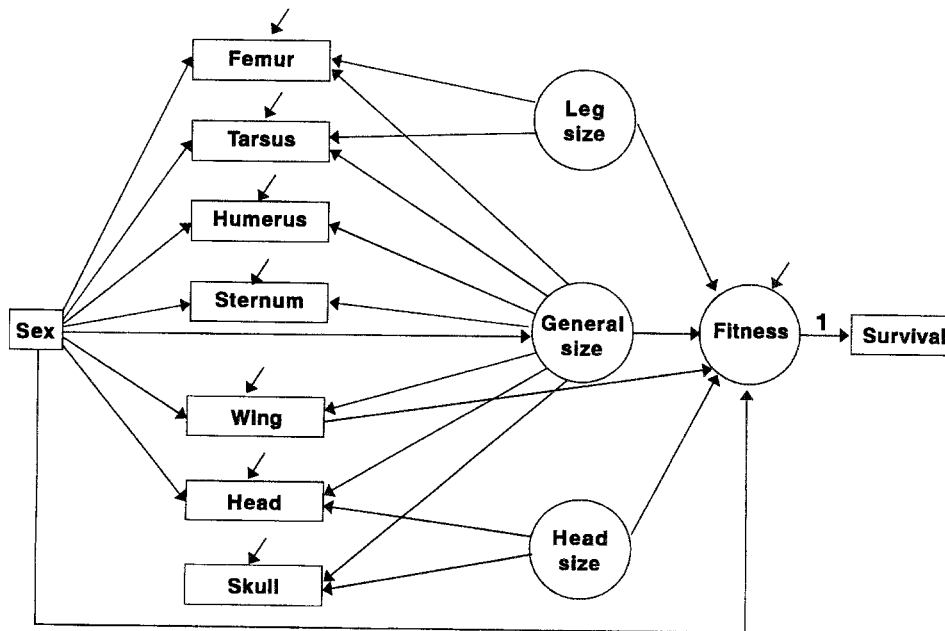 Femur
Leg
size
Tarsus
Humerus
Sternum
Sex
General
size
Fitness
1
Survival
Wing
Head
Head
size
Skull